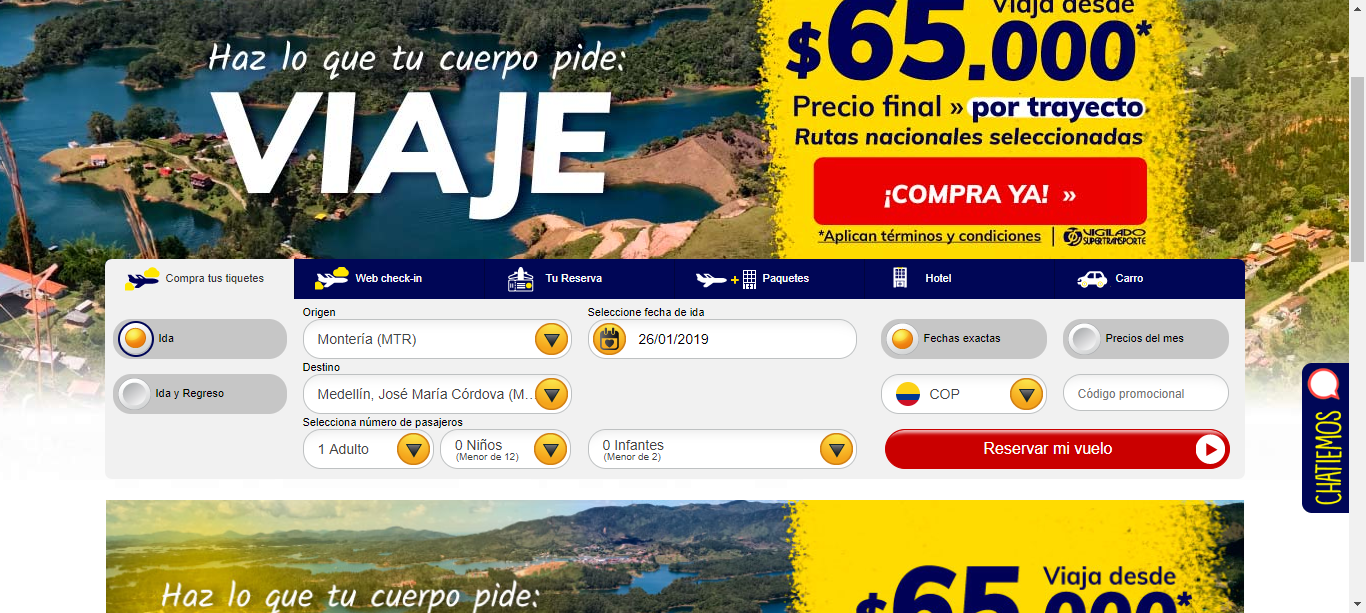 Viaja desde
$65.000*
Haz lo que tu cuerpo pide:
VIAJE
Precio final » por trayecto
Rutas nacionales seleccionadas
¡COMPRA YA! »
*Aplican términos y condiciones | VIGILADO SUPERTRANSPORTE
Compra tus tiquetes
Web check-in
Tu Reserva
Paquetes
Hotel
Carro
Ida
Ida y Regreso
Origen
Montería (MTR)
Destino
Medellín, José María Córdova (M...
Selecciona número de pasajeros
1 Adulto
0 Niños
(Menor de 12)
0 Infantes
(Menor de 2)
Seleccione fecha de ida
26/01/2019
Fechas exactas
Precios del mes
COP
Código promocional
Reservar mi vuelo
CHATIEMOS
Haz lo que tu cuerpo pide:
Viaja desde
$65.000*